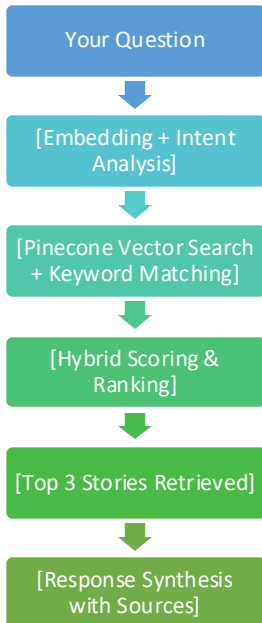 Your Question
[Embedding + Intent
Analysis]
[Pinecone Vector Search
+ Keyword Matching]
[Hybrid Scoring &
Ranking]
[Top 3 Stories Retrieved]
[Response Synthesis
with Sources]